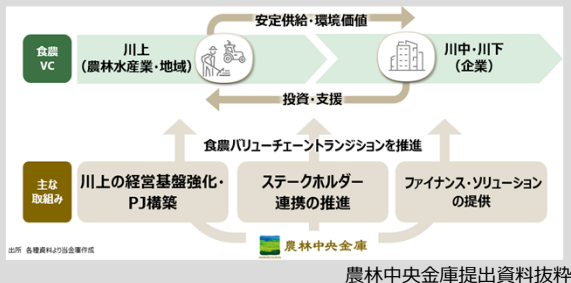 安定供給・環境価値
食農
VC
川上
（農林水産業・地域）
川中・川下
（企業）
投資・支援
食農バリューチェーントランジションを推進
主な
取組み
川上の経営基盤強化・
PJ構築
ステークホルダー
連携の推進
ファイナンス・ソリューション
の提供
出所　各種資料より当金庫作成
農林中央金庫
農林中央金庫提出資料抜粋